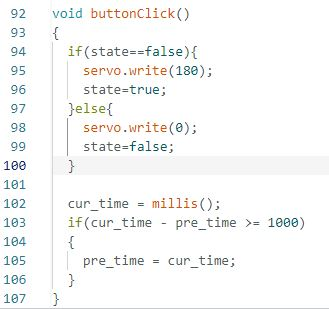 92 void buttonClick()
93 {
94 if(state==false){
95 servo.write(180);
96 state=true;
97 }else{
98 servo.write(0);
99 state=false;
100 }
101
102 cur_time = millis();
103 if(cur_time - pre_time >= 1000)
104 {
105 pre_time = cur_time;
106 }
107 }